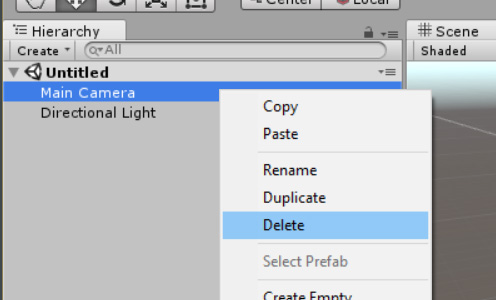 Center Local
Hierarchy
# Scene
Create All
Shaded
Untitled
Main Camera
Directional Light
Copy
Paste
Rename
Duplicate
Delete
Select Prefab
Create Empty